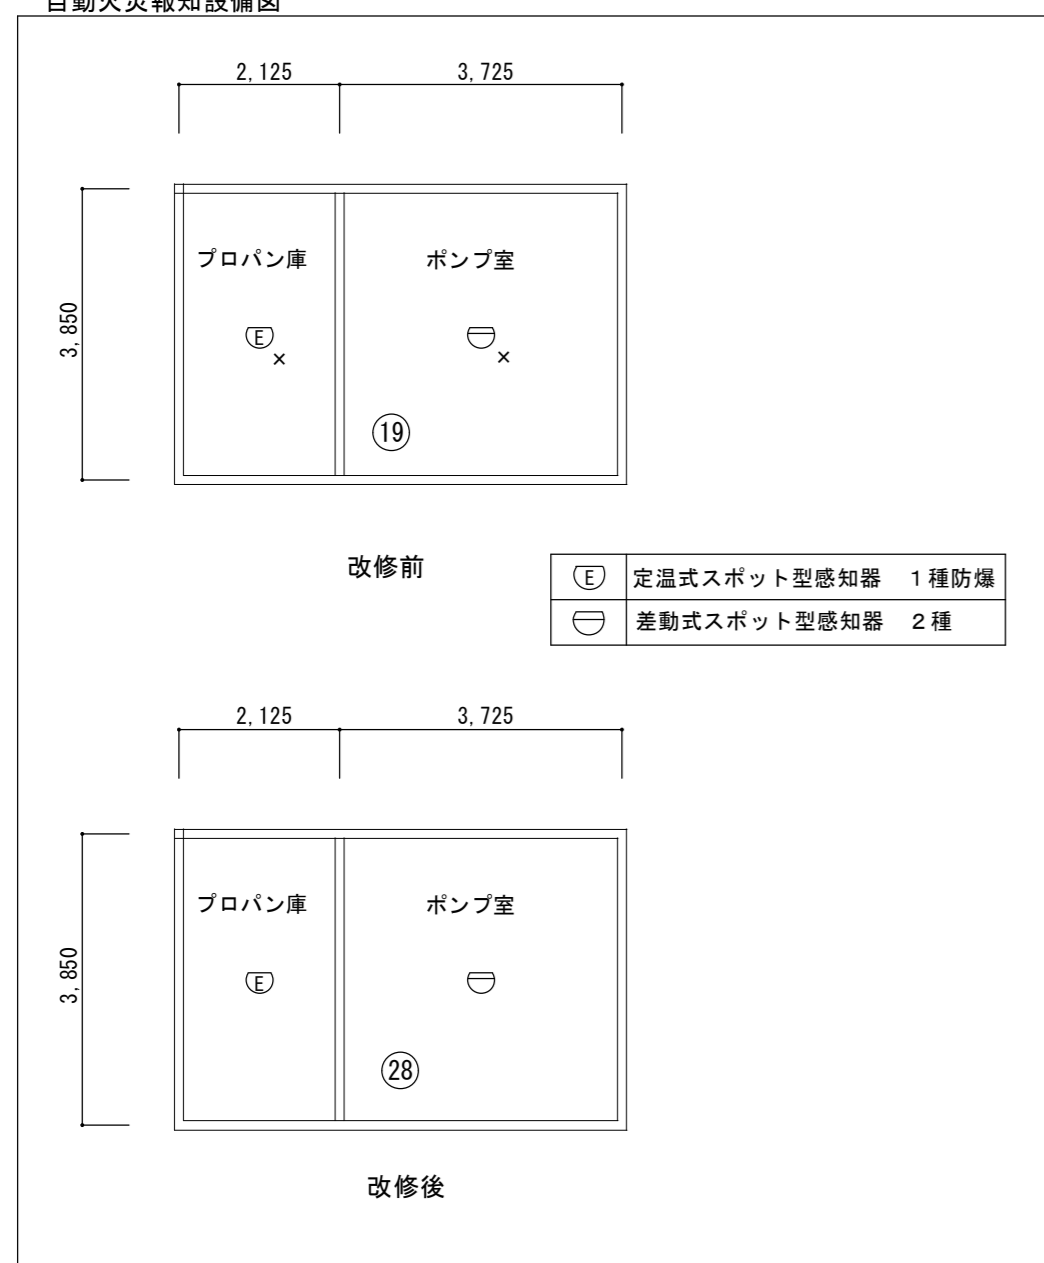 自動火災報知設備図
2,125 3,725
3,850
プロパン庫 ポンプ室
E
× ×
19
改修前
E 定温式スポット型感知器 1種防爆
差動式スポット型感知器 2種
2,125 3,725
3,850
プロパン庫 ポンプ室
E
28
改修後